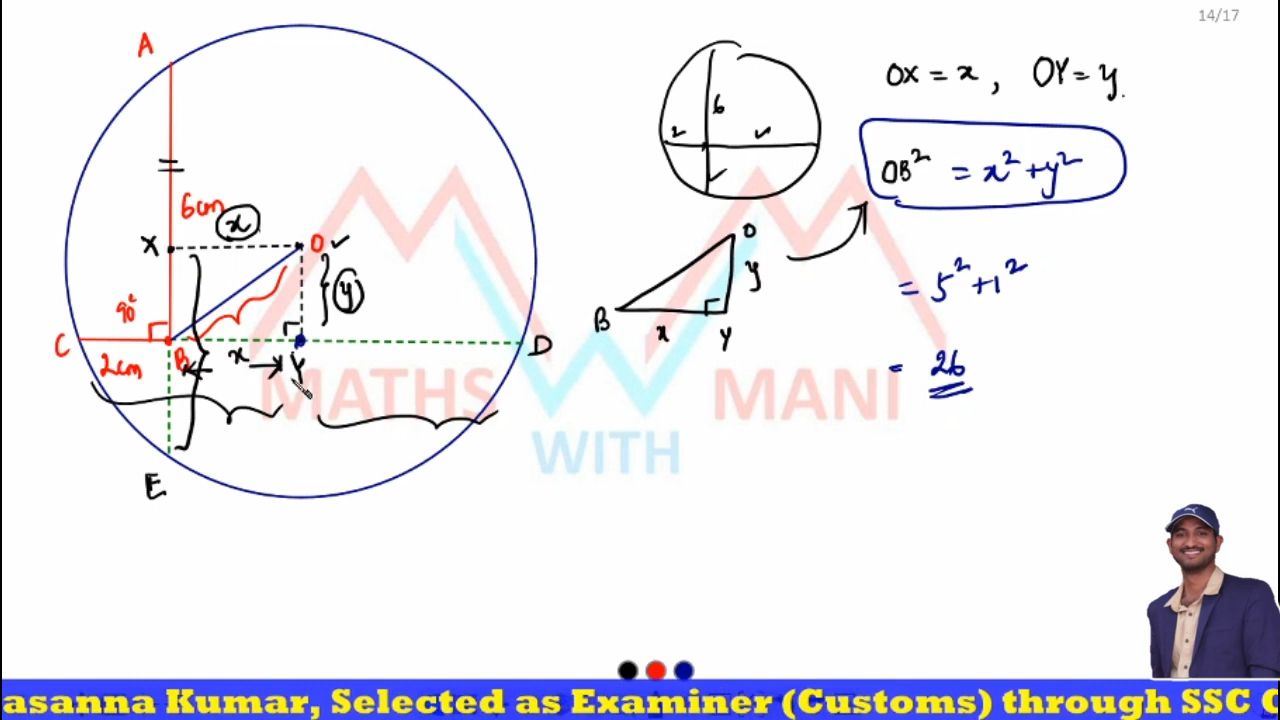 14/17
A
6cm
x
X
O
y
90°
C
2cm
B
x
Y
D
E
6
2
O
y
B
x
Y
OX = x, OY = y.
OB² = x² + y²
= 5² + 1²
= 26
MATHS
WITH
MANI
asanna Kumar, Selected as Examiner (Customs) through SSC